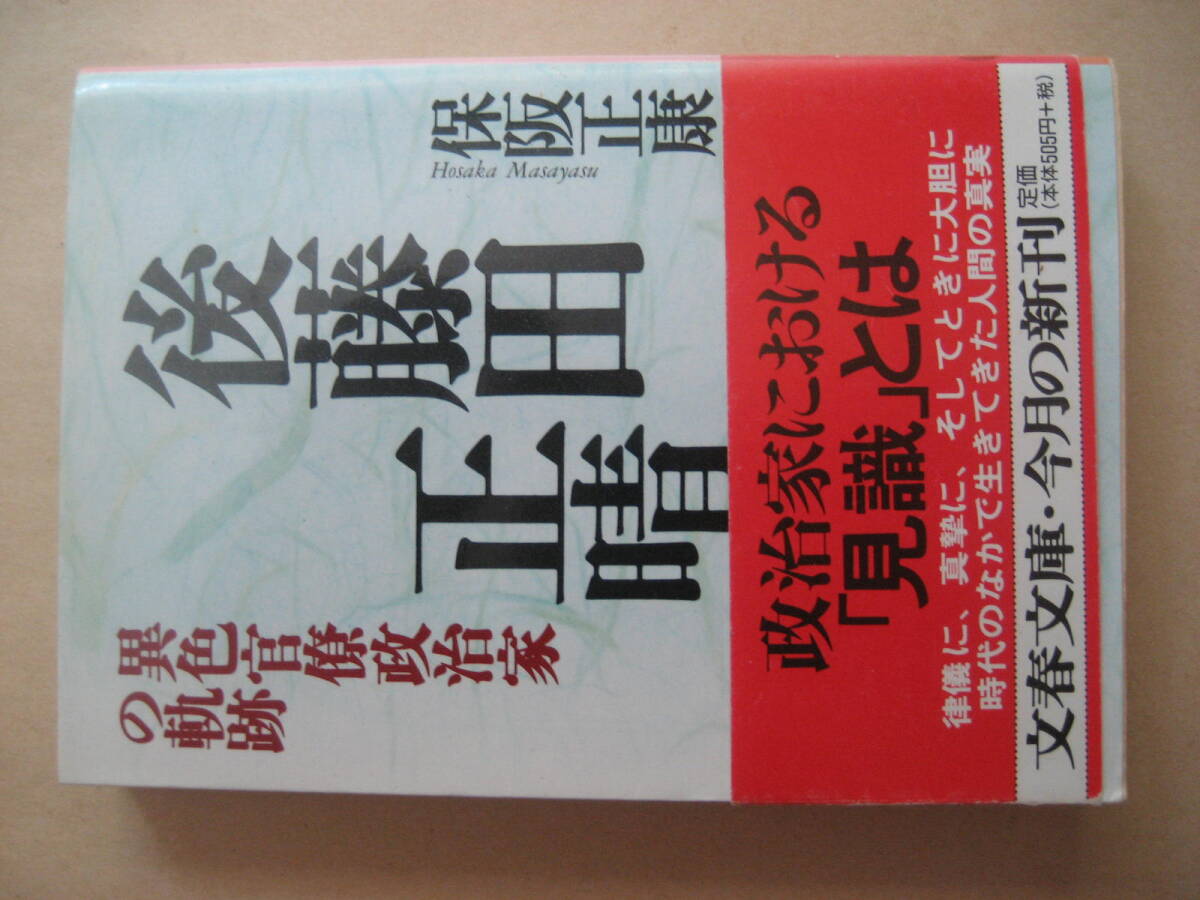 保阪正康
Hosaka Masayasu
後藤田
正晴
異色官僚政治家
の軌跡
政治家における
「見識」とは
律儀に、真摯に、そしてときに大胆に
時代のなかで生きてきた人間の真実
文春文庫・今月の新刊
定価
(本体505円+税)